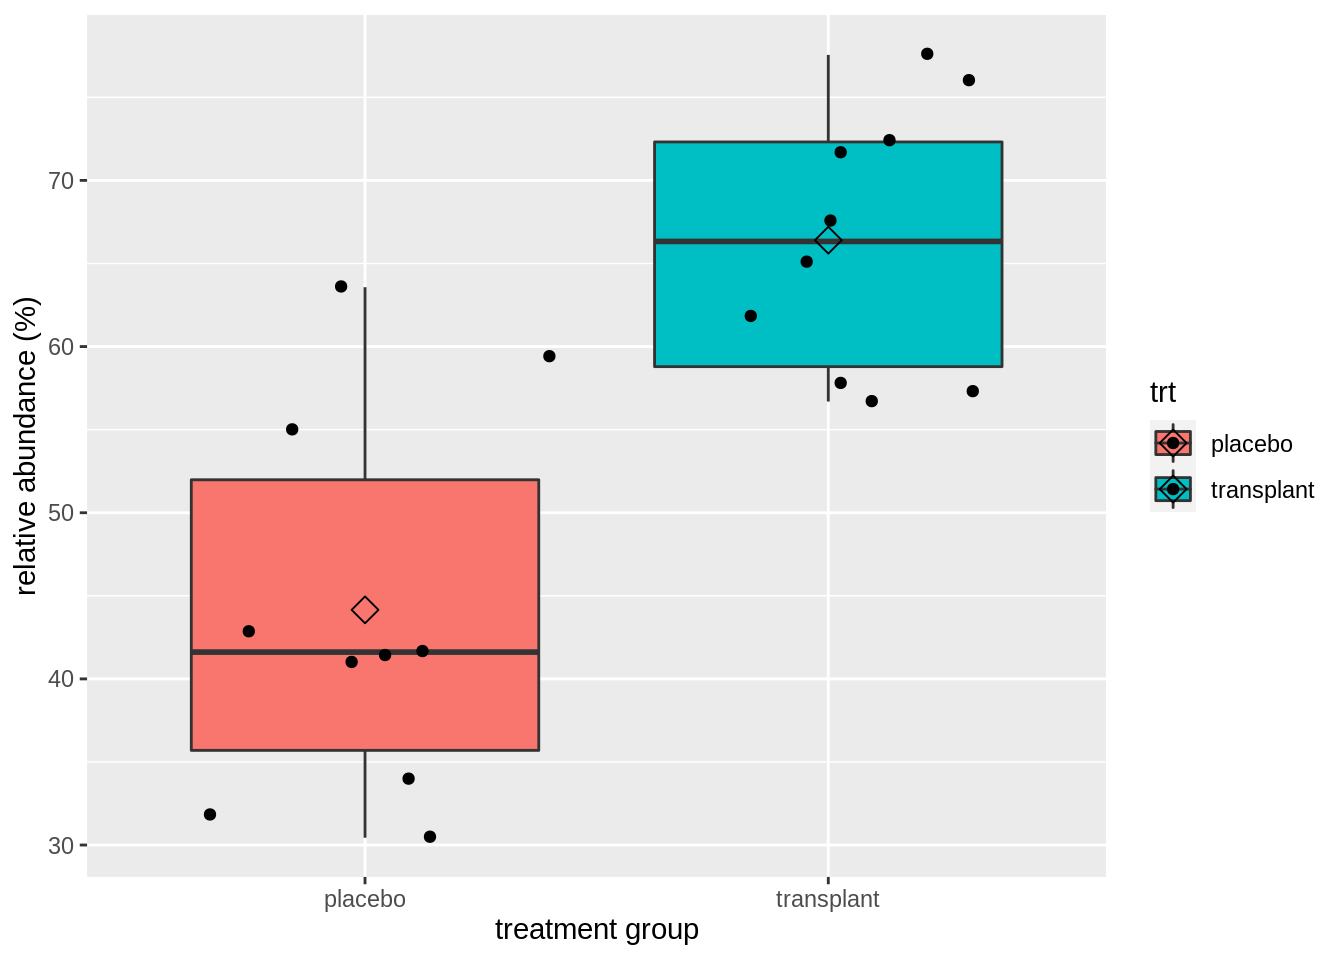 relative abundance (%)
70
60
50
40
30
placebo
transplant
treatment group
trt
placebo
transplant